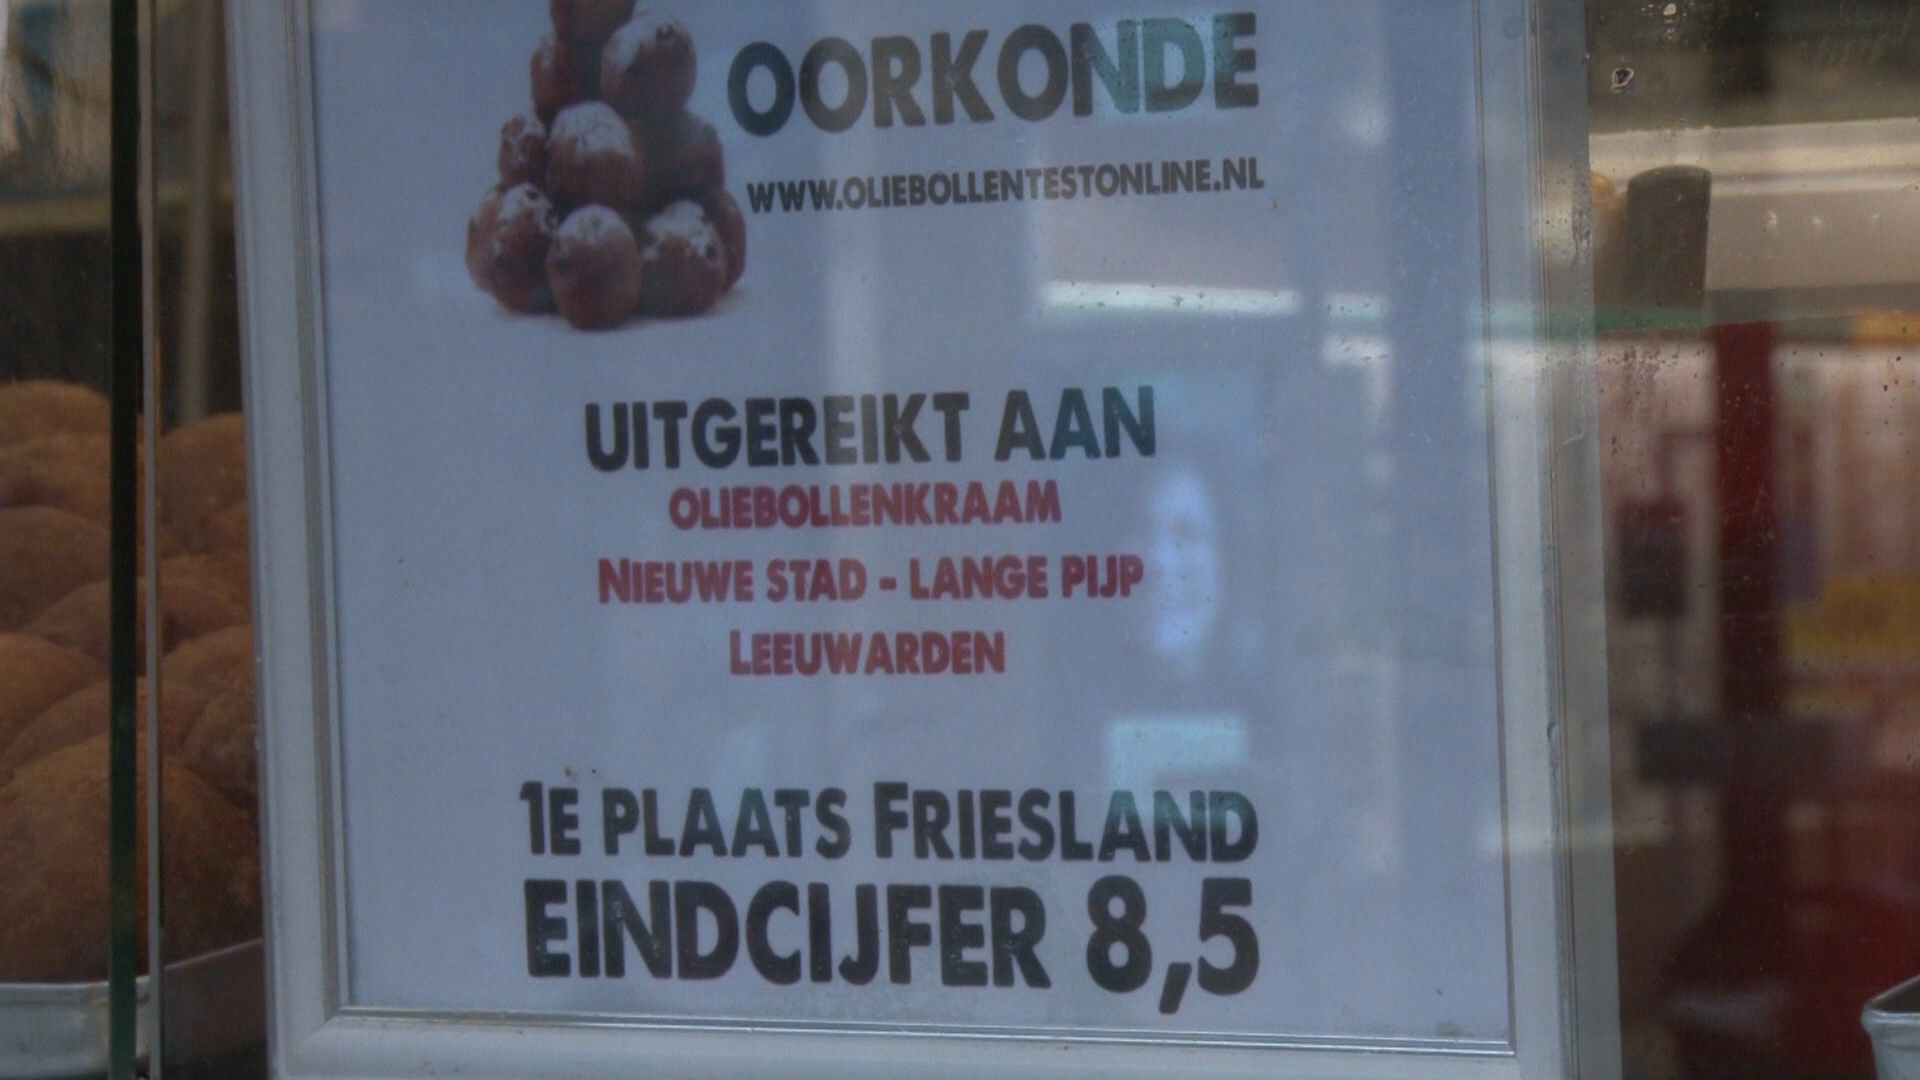 OORKONDE
WWW.OLIEBOLLENTESTONLINE.NL
UITGEREIKT AAN
OLIEBOLLENKRAAM
NIEUWE STAD - LANGE PIJP
LEEUWARDEN
1E PLAATS FRIESLAND
EINDCIJFER 8,5